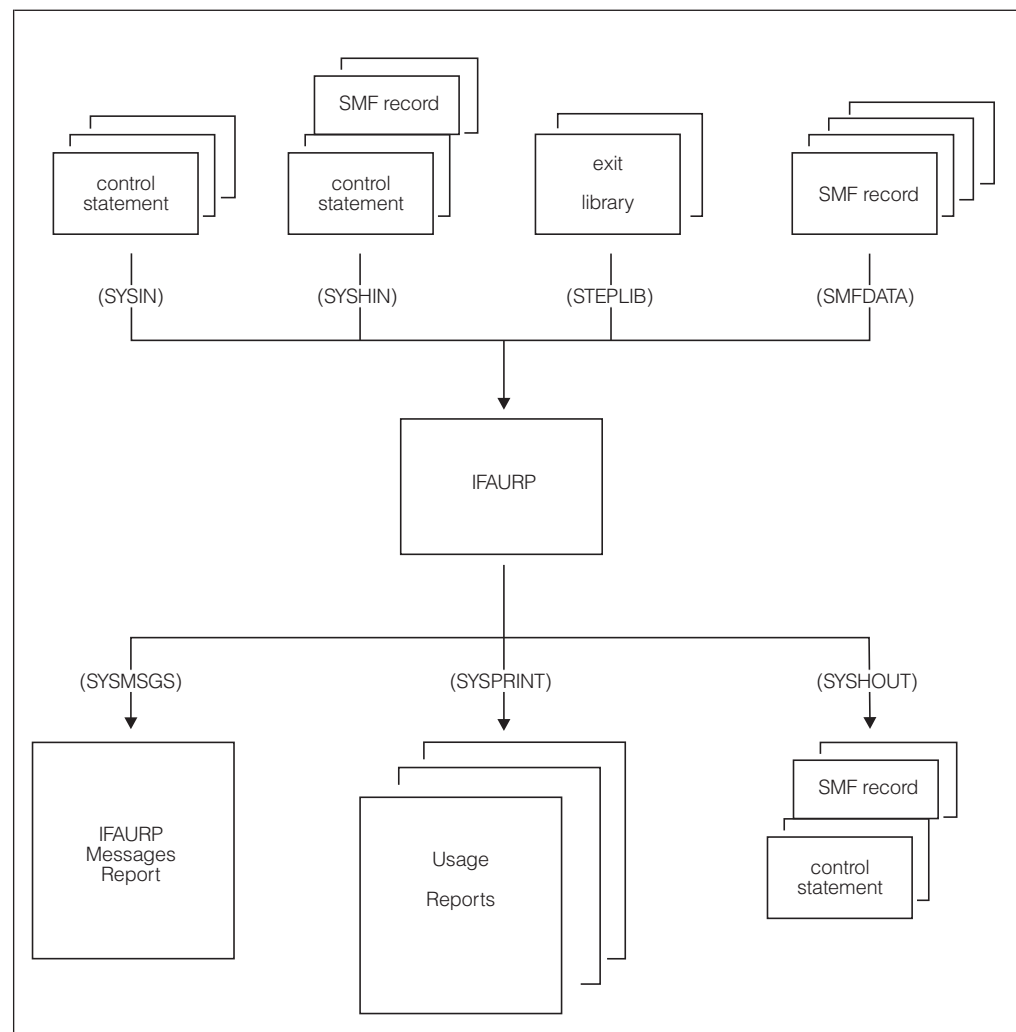 SMF record
control
statement
control
statement
exit
library
SMF record
(SYSIN)
(SYSHIN)
(STEPLIB)
(SMFDATA)
IFAURP
(SYSMSGS)
(SYSPRINT)
(SYSHOUT)
IFAURP
Messages
Report
Usage
Reports
SMF record
control
statement